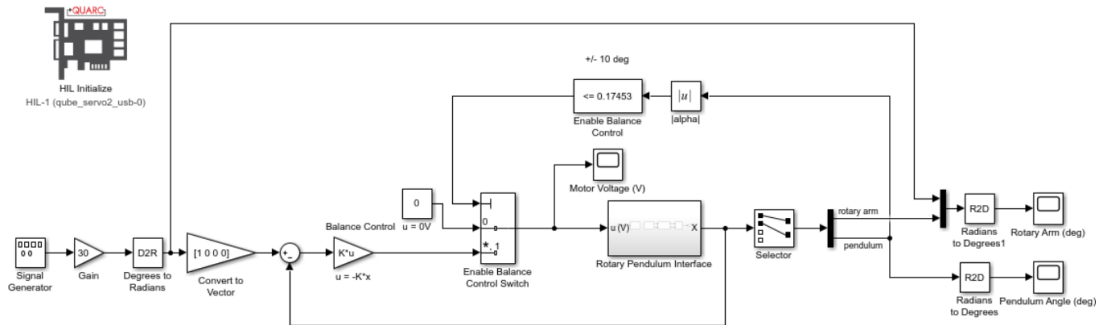 QUARC
HIL Initialize
HIL-1 (qube_servo2_usb-0)
+/- 10 deg
<= 0.17453
|u|
Enable Balance
Control
|alpha|
Motor Voltage (V)
0
Balance Control
u = 0V
0
*, 1
Enable Balance
Control Switch
u (V)
X
Rotary Pendulum Interface
Selector
rotary arm
pendulum
R2D
Radians
to Degrees1
Rotary Arm (deg)
R2D
Radians
to Degrees
Pendulum Angle (deg)
Signal
Generator
30
Gain
D2R
Degrees to
Radians
[1 0 0 0]
Convert to
Vector
+
-
K*u
u = -K*x